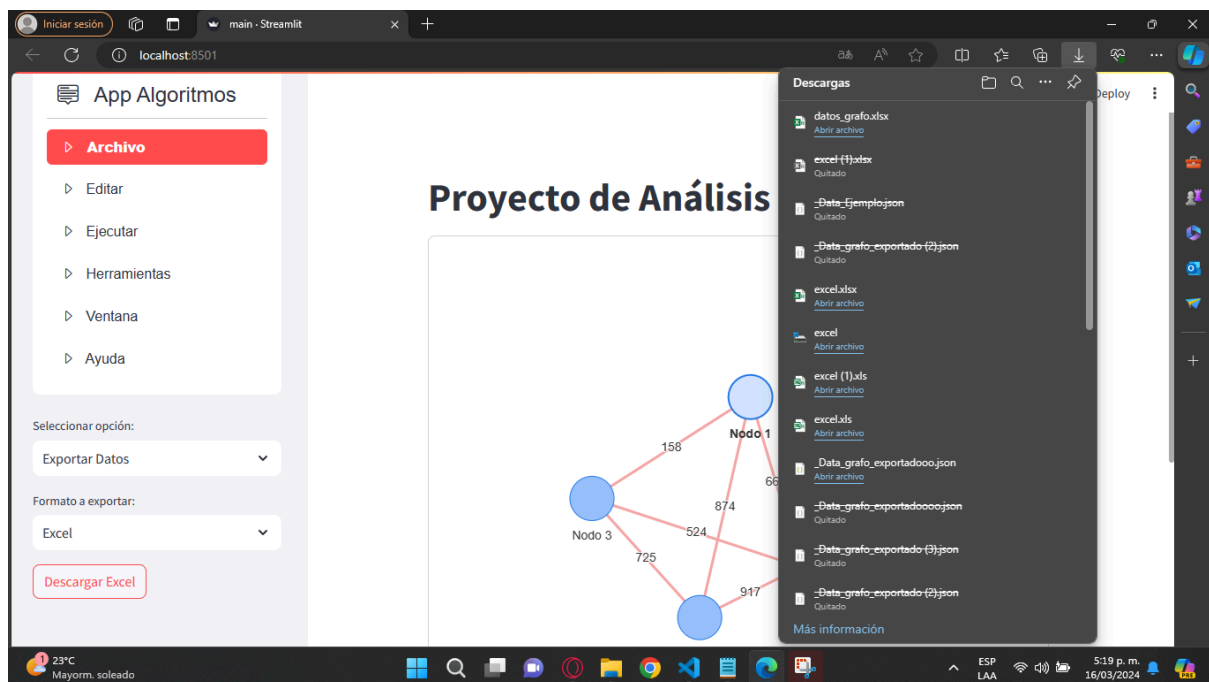 Iniciar sesión
main · Streamlit
localhost:8501
App Algoritmos
Archivo
Editar
Ejecutar
Herramientas
Ventana
Ayuda
Seleccionar opción:
Exportar Datos
Formato a exportar:
Excel
Descargar Excel
Proyecto de Análisis
Nodo 1
158
66
874
Nodo 3
524
725
917
Deploy
Descargas
datos_grafo.xlsx
Abrir archivo
excel (1).xlsx
Quitado
_Data_Ejemplo.json
Quitado
_Data_grafo_exportado (2).json
Quitado
excel.xlsx
Abrir archivo
excel
Abrir archivo
excel (1).xls
Abrir archivo
excel.xls
Abrir archivo
_Data_grafo_exportadooo.json
Abrir archivo
_Data_grafo_exportadoooo.json
Quitado
_Data_grafo_exportado (3).json
Quitado
_Data_grafo_exportado (2).json
Quitado
Más información
1
23°C
Mayorm. soleado
ESP
LAA
5:19 p. m.
16/03/2024